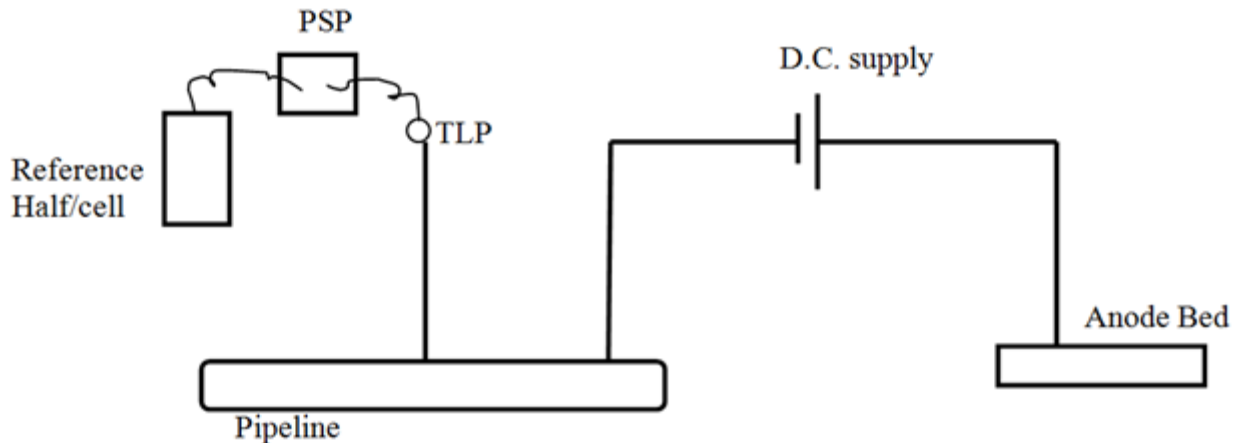 PSP
D.C. supply
TLP
Reference
Half/cell
Anode Bed
Pipeline